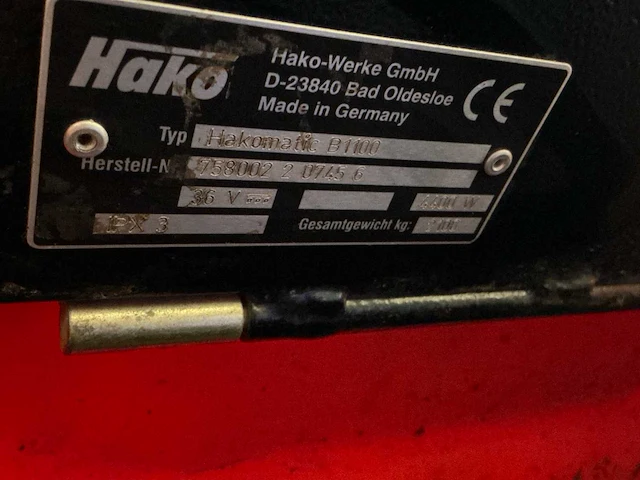 Hako
Hako-Werke GmbH
D-23840 Bad Oldesloe
Made in Germany
CE
Typ Hakomatic B1100
Herstell-N 758002 2 0745 6
36 V
IPX 3 Gesamtgewicht kg: